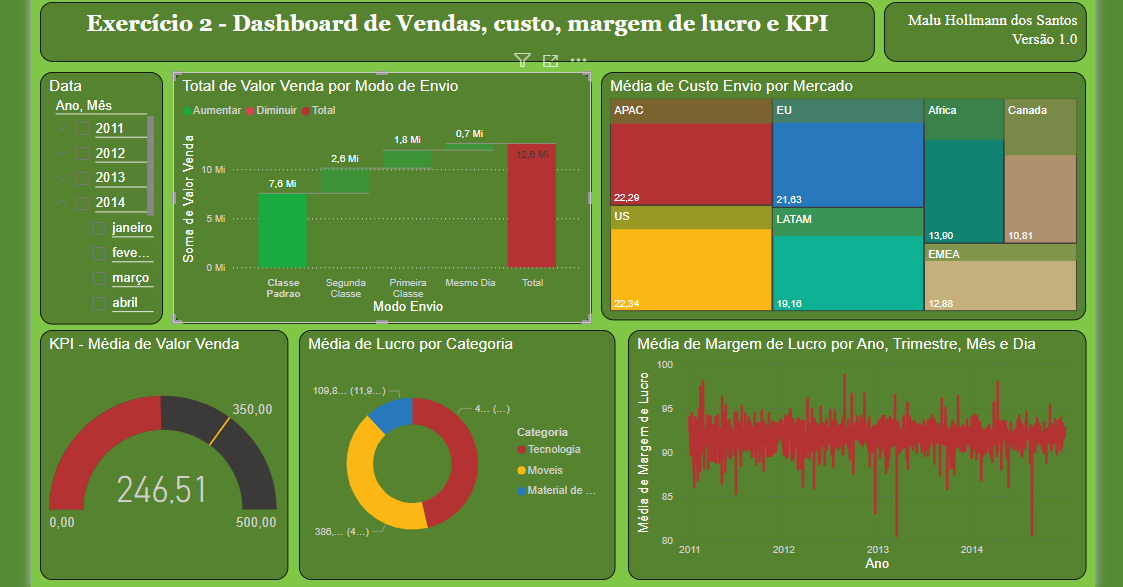 Exercício 2 - Dashboard de Vendas, custo, margem de lucro e KPI
Malu Hollmann dos Santos
Versão 1.0
Data
Ano, Mês
2011
2012
2013
2014
janeiro
feve...
março
abril
Total de Valor Venda por Modo de Envio
Aumentar Diminuir Total
Soma de Valor Venda
10 Mi
5 Mi
0 Mi
7,6 Mi
2,6 Mi
1,8 Mi
0,7 Mi
12,6 Mi
Classe
Padrao
Segunda
Classe
Primeira
Classe
Mesmo Dia
Total
Modo Envio
Média de Custo Envio por Mercado
APAC
22,29
EU
21,63
Africa
13,90
Canada
10,81
US
22,34
LATAM
19,16
EMEA
12,88
KPI - Média de Valor Venda
350,00
246,51
0,00
500,00
Média de Lucro por Categoria
109,8... (11,9...)
4... (...)
386,... (4...)
Categoria
Tecnologia
Moveis
Material de ...
Média de Margem de Lucro por Ano, Trimestre, Mês e Dia
Média de Margem de Lucro
100
95
90
85
80
2011
2012
2013
2014
Ano